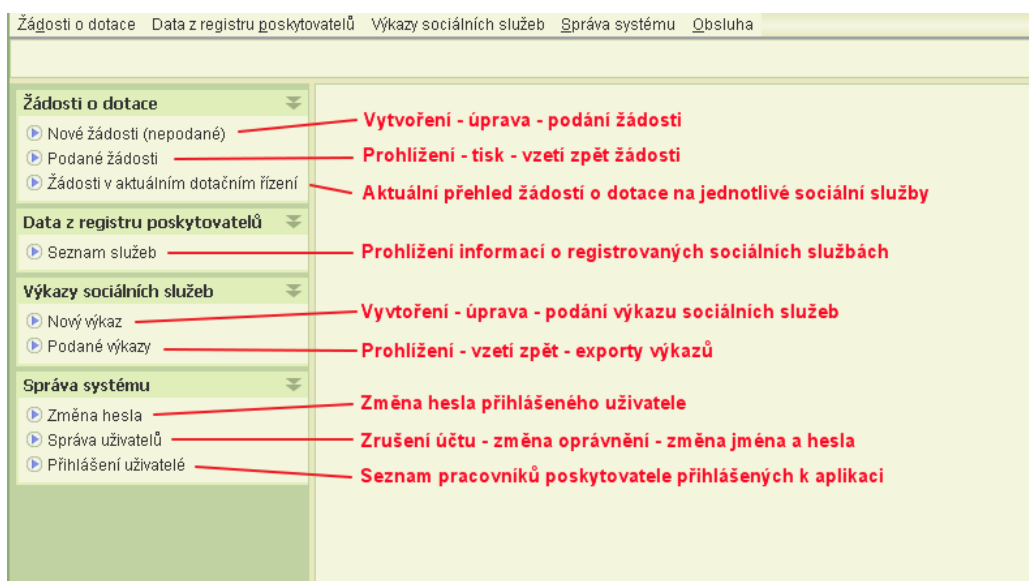 Žádosti o dotace Data z registru poskytovatelů Výkazy sociálních služeb Správa systému Obsluha
Žádosti o dotace
Nové žádosti (nepodané)
Vytvoření - úprava - podání žádosti
Podané žádosti
Prohlížení - tisk - vzetí zpět žádosti
Žádosti v aktuálním dotačním řízení
Aktuální přehled žádostí o dotace na jednotlivé sociální služby
Data z registru poskytovatelů
Seznam služeb
Prohlížení informací o registrovaných sociálních službách
Výkazy sociálních služeb
Nový výkaz
Vyvtoření - úprava - podání výkazu sociálních služeb
Podané výkazy
Prohlížení - vzetí zpět - exporty výkazů
Správa systému
Změna hesla
Změna hesla přihlášeného uživatele
Správa uživatelů
Zrušení účtu - změna oprávnění - změna jména a hesla
Přihlášení uživatelé
Seznam pracovníků poskytovatele přihlášených k aplikaci